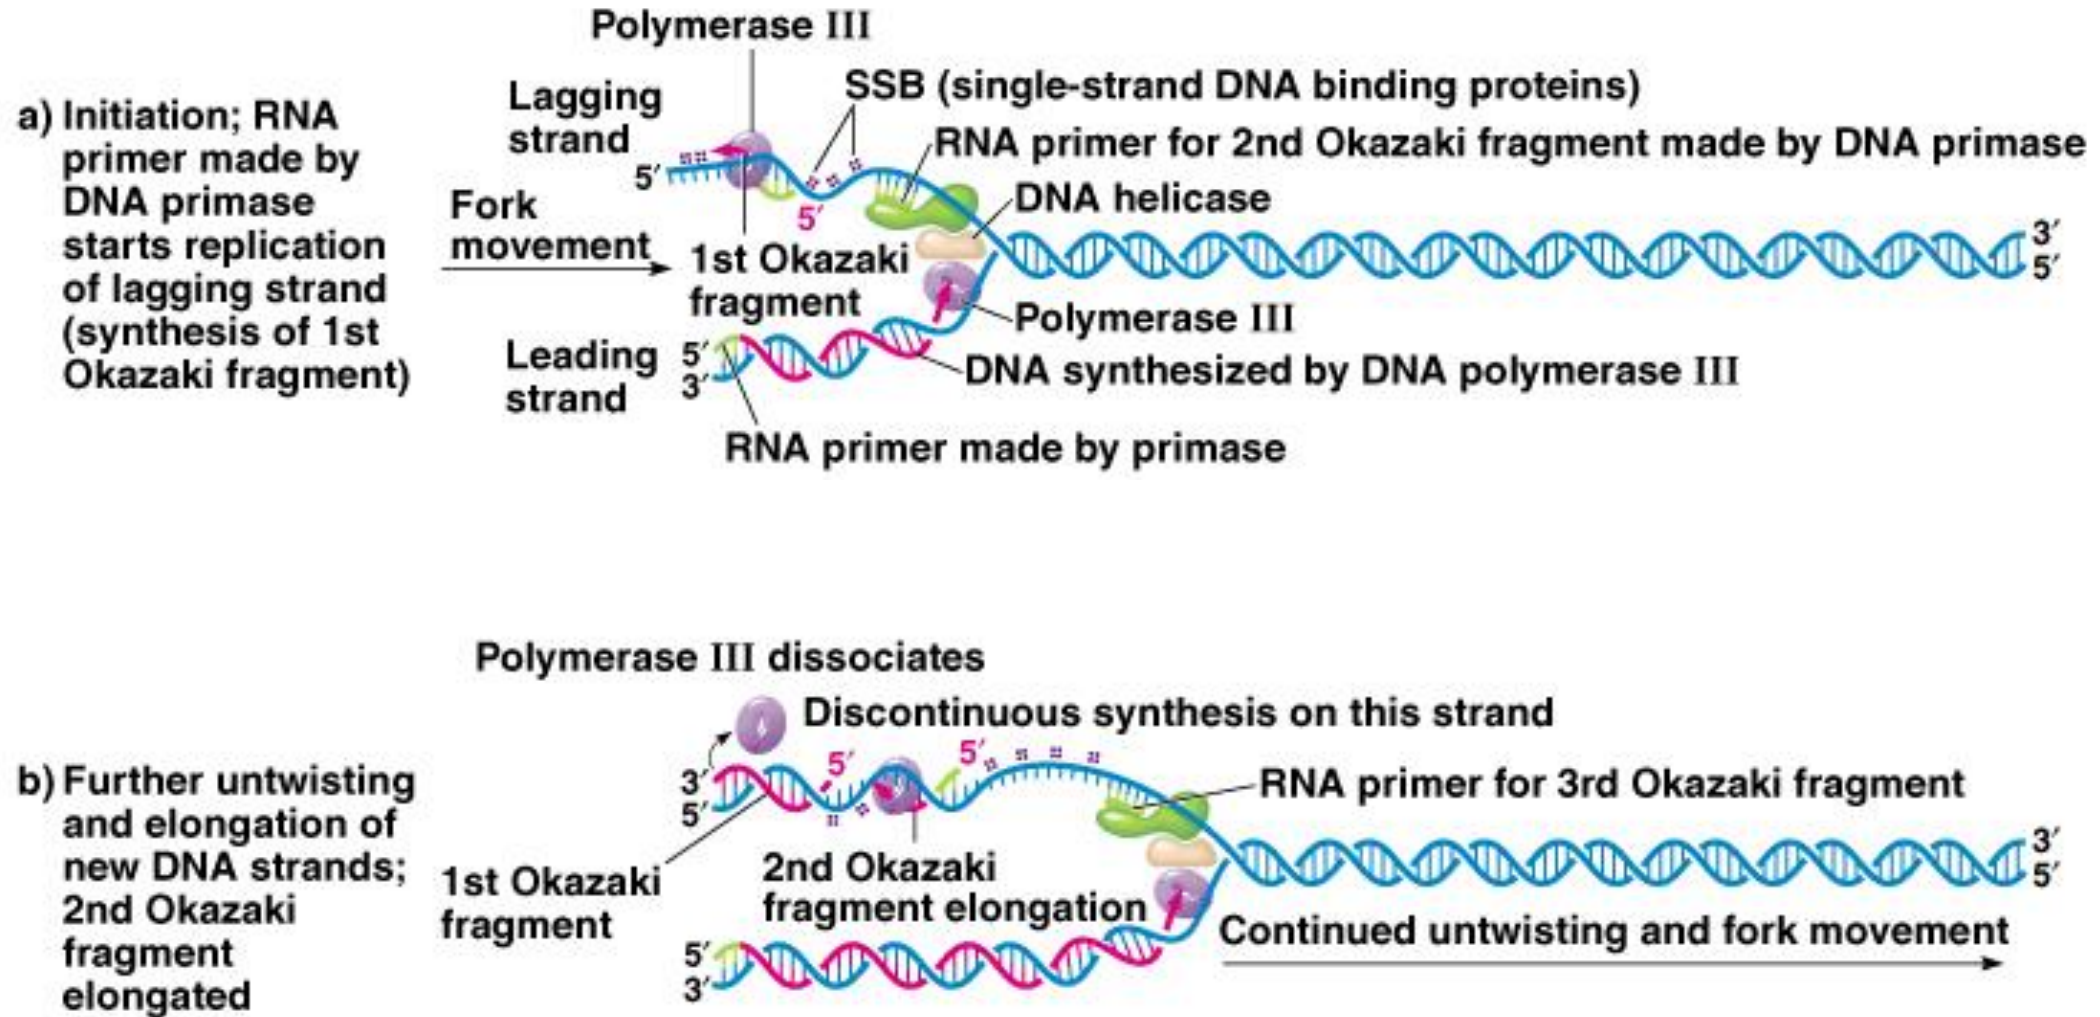 Polymerase III
a) Initiation; RNA
primer made by
DNA primase
starts replication
of lagging strand
(synthesis of 1st
Okazaki fragment)
Lagging
strand
SSB (single-strand DNA binding proteins)
RNA primer for 2nd Okazaki fragment made by DNA primase
5′
5′
DNA helicase
Fork
movement
1st Okazaki
fragment
3′
5′
Polymerase III
Leading
strand
5′
3′
DNA synthesized by DNA polymerase III
RNA primer made by primase
Polymerase III dissociates
Discontinuous synthesis on this strand
b) Further untwisting
and elongation of
new DNA strands;
2nd Okazaki
fragment
elongated
3′
5′
5′
5′
RNA primer for 3rd Okazaki fragment
1st Okazaki
fragment
2nd Okazaki
fragment elongation
3′
5′
Continued untwisting and fork movement
5′
3′